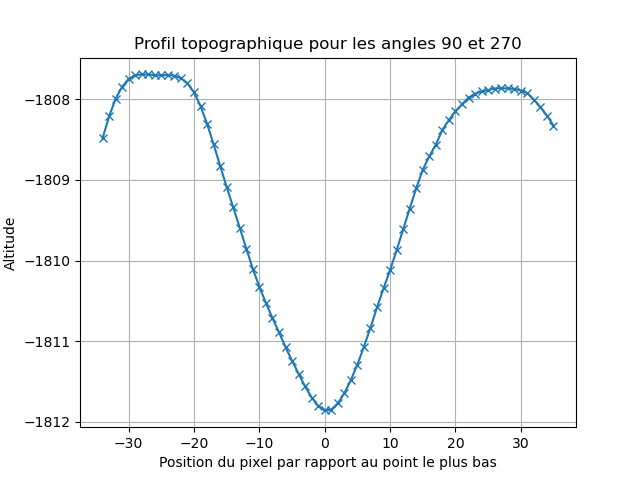 Profil topographique pour les angles 90 et 270
Altitude
−1808
−1809
−1810
−1811
−1812
−30 −20 −10 0 10 20 30
Position du pixel par rapport au point le plus bas